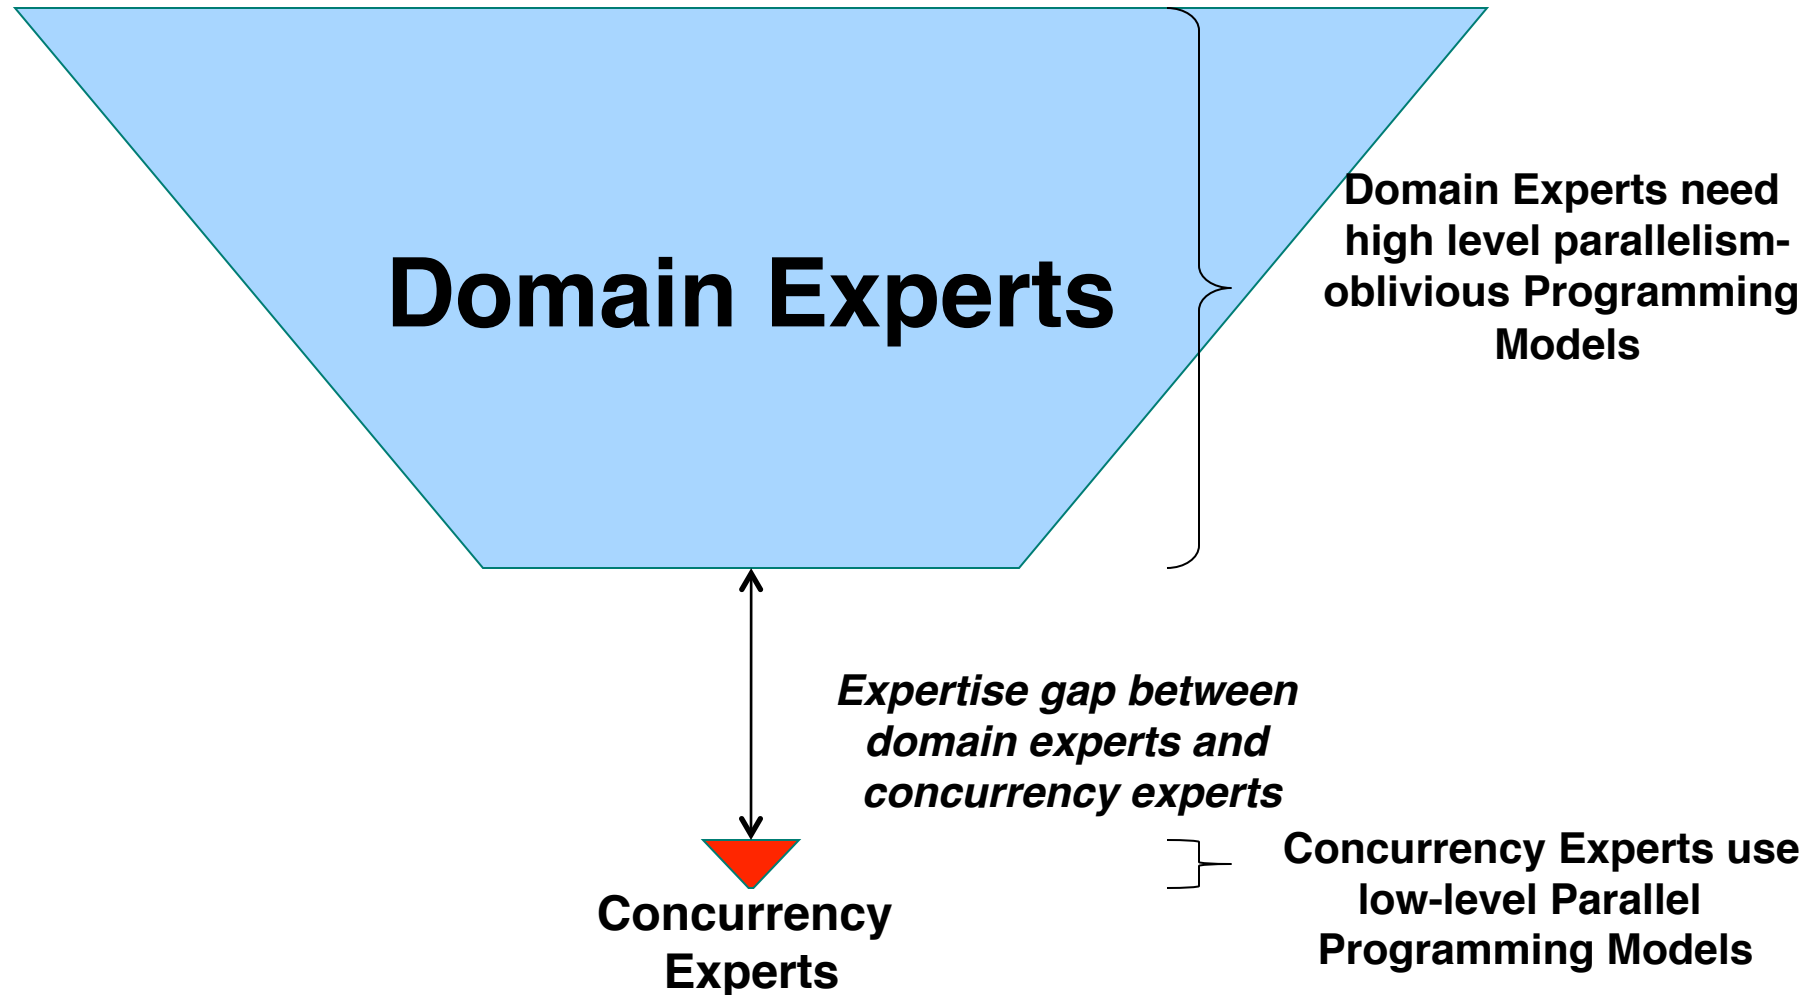 Domain Experts
Domain Experts need
high level parallelism-
oblivious Programming
Models
Expertise gap between
domain experts and
concurrency experts
Concurrency
Experts
Concurrency Experts use
low-level Parallel
Programming Models